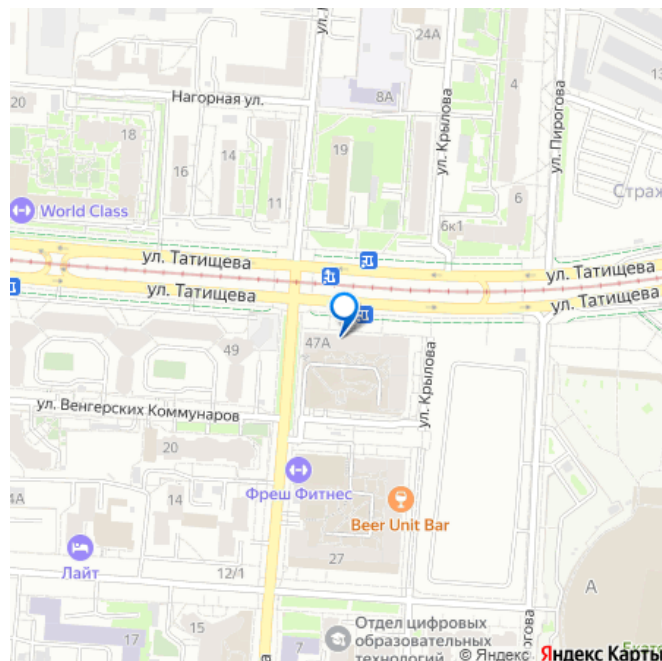 24А
4
13
ул. Л
20
Нагорная ул.
8А
ул. Крылова
ул. Пирогова
18
16
14
19
11
6
Страж
World Class
6к1
ул. Татищева
ул. Татищева
ул. Татищева
ул. Татищева
47А
49
ул. Крылова
ул. Венгерских Коммунаров
20
4А
14
Фреш Фитнес
Beer Unit Bar
27
Лайт
12/1
А
17
15
7
Отдел цифровых
образовательных
технологий
рогова
Екате
© Яндекс Яндекс Карты